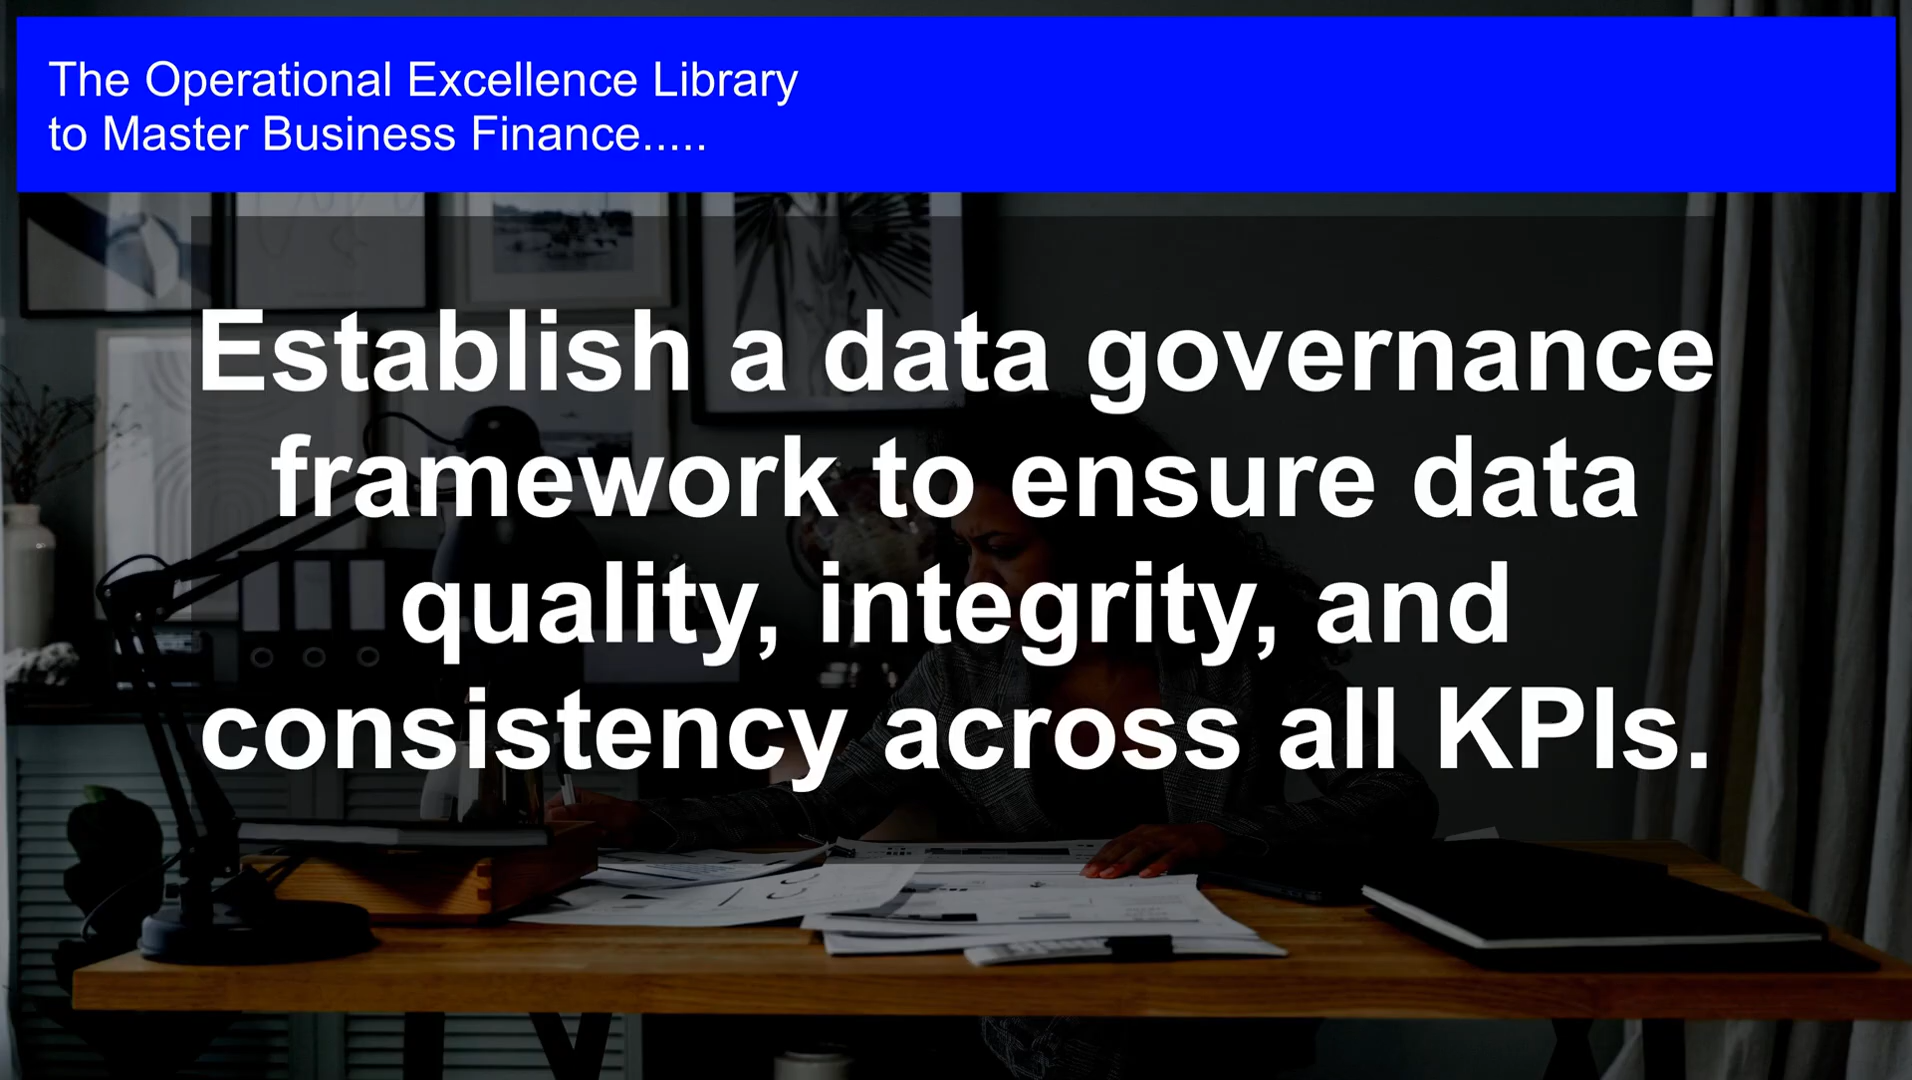 The Operational Excellence Library
to Master Business Finance.....
Establish a data governance
framework to ensure data
quality, integrity, and
consistency across all KPIs.